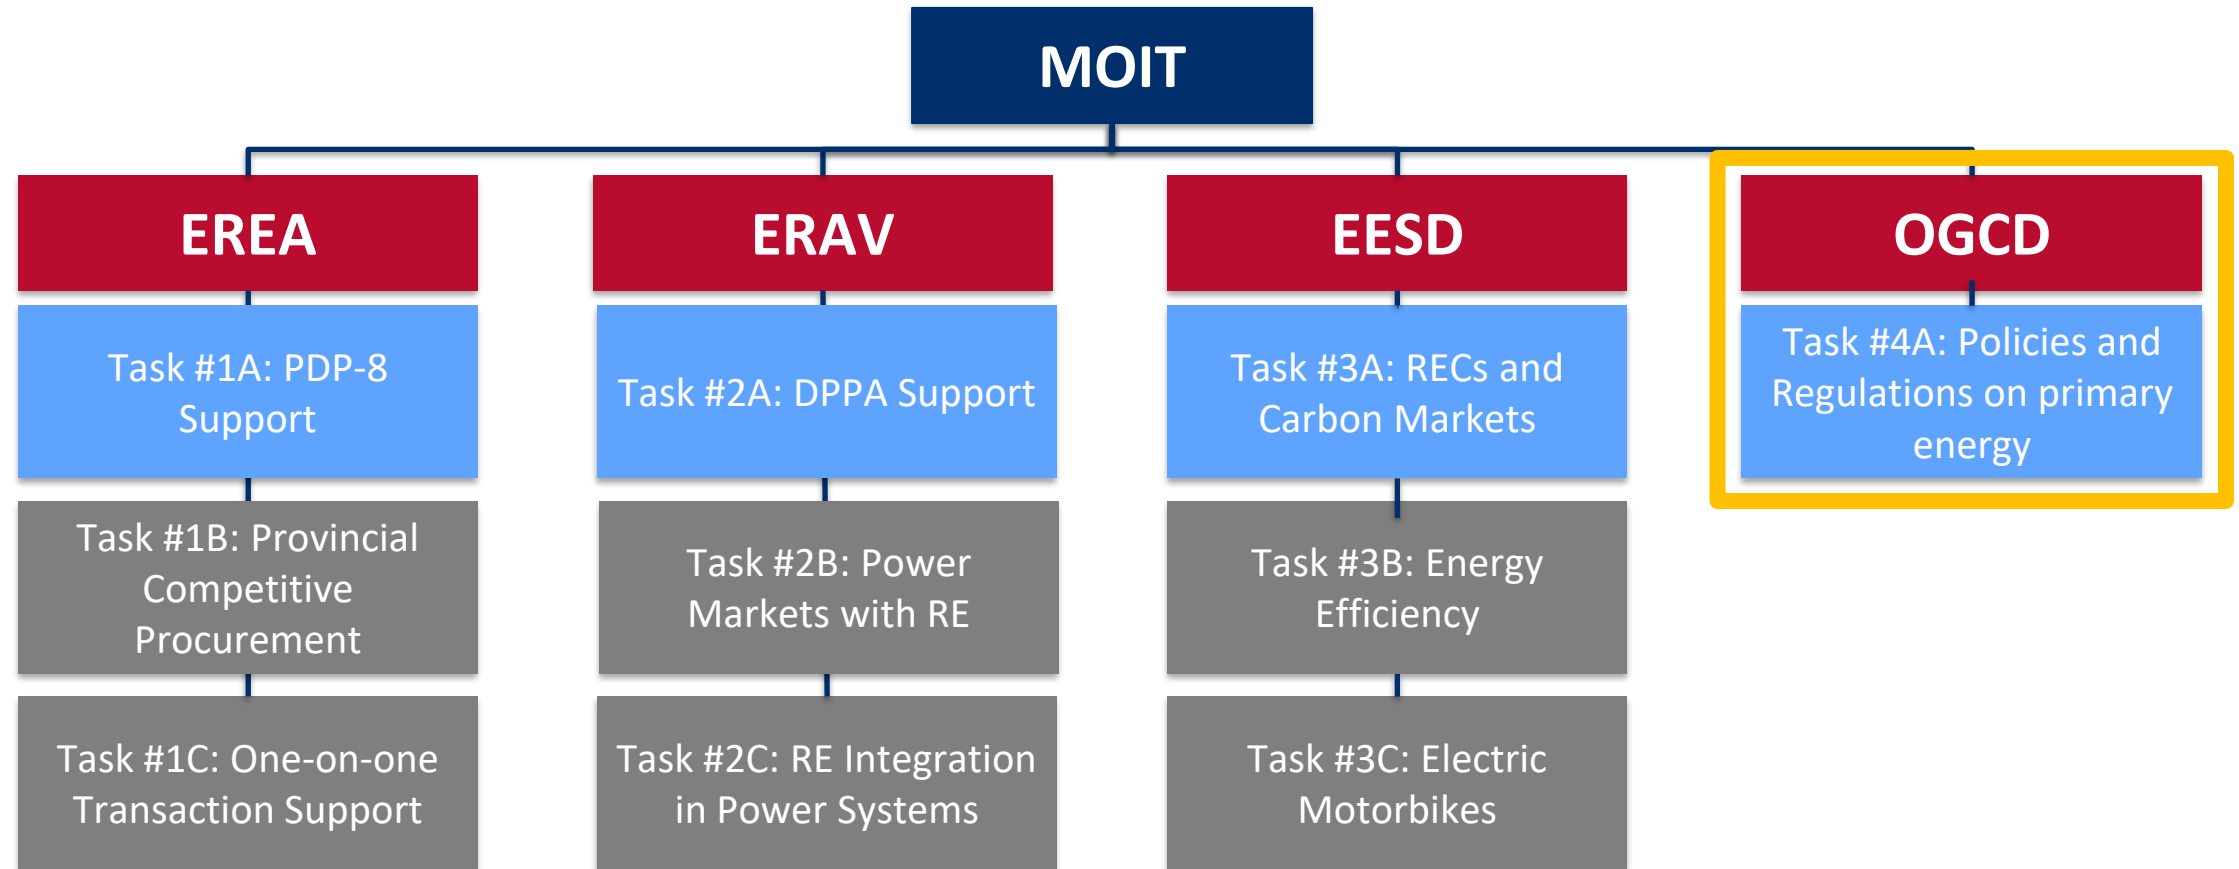 MOIT
EREA
Task #1A: PDP-8
Support
Task #1B: Provincial
Competitive
Procurement
Task #1C: One-on-one
Transaction Support
ERAV
Task #2A: DPPA Support
Task #2B: Power
Markets with RE
Task #2C: RE Integration
in Power Systems
EESD
Task #3A: RECs and
Carbon Markets
Task #3B: Energy
Efficiency
Task #3C: Electric
Motorbikes
OGCD
Task #4A: Policies and
Regulations on primary
energy